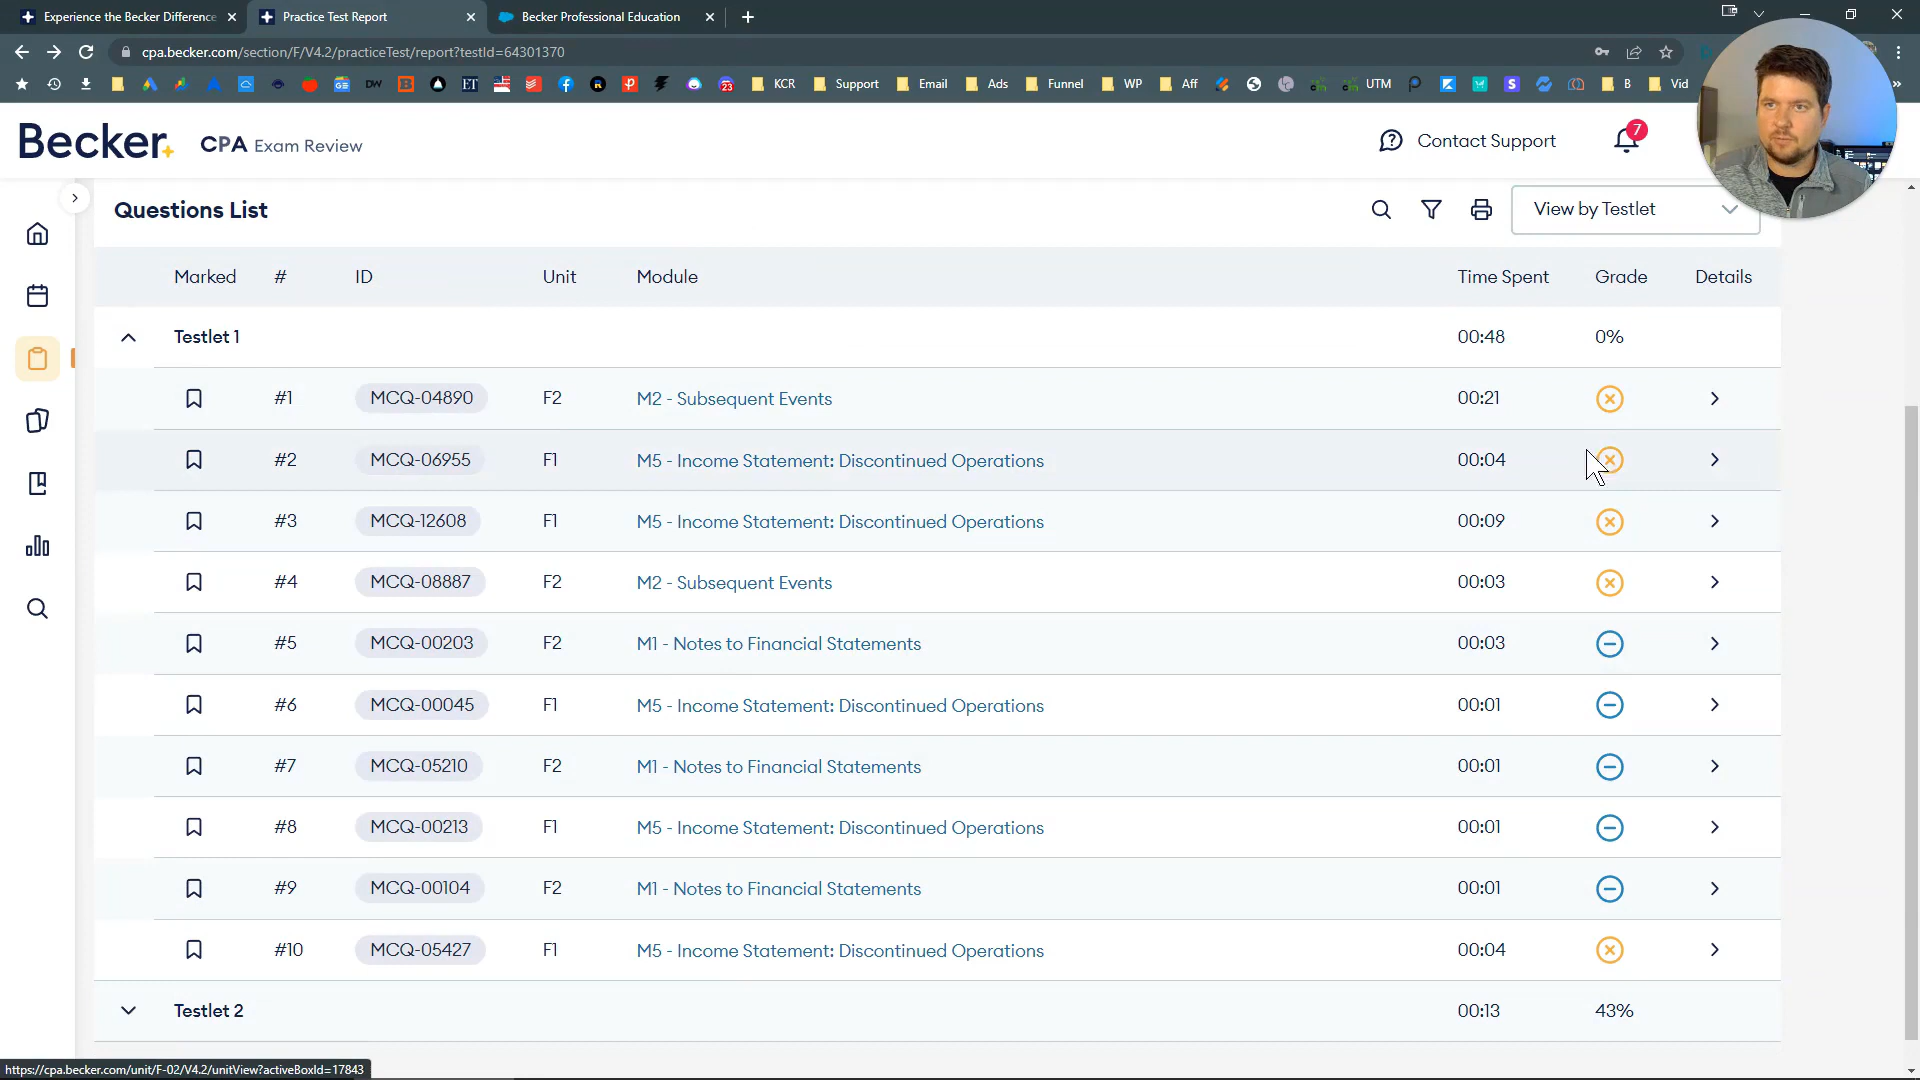 Experience the Becker Difference
Practice Test Report
Becker Professional Education
cpa.becker.com/section/F/V4.2/practiceTest/report?testId=64301370
DW
ET
23
KCR
Support
Email
Ads
Funnel
WP
Aff
UTM
B
Vid
Becker. CPA Exam Review
Contact Support
7
Questions List
View by Testlet
Marked # ID Unit Module Time Spent Grade Details
Testlet 1 00:48 0%
#1 MCQ-04890 F2 M2 - Subsequent Events 00:21
#2 MCQ-06955 F1 M5 - Income Statement: Discontinued Operations 00:04
#3 MCQ-12608 F1 M5 - Income Statement: Discontinued Operations 00:09
#4 MCQ-08887 F2 M2 - Subsequent Events 00:03
#5 MCQ-00203 F2 M1 - Notes to Financial Statements 00:03
#6 MCQ-00045 F1 M5 - Income Statement: Discontinued Operations 00:01
#7 MCQ-05210 F2 M1 - Notes to Financial Statements 00:01
#8 MCQ-00213 F1 M5 - Income Statement: Discontinued Operations 00:01
#9 MCQ-00104 F2 M1 - Notes to Financial Statements 00:01
#10 MCQ-05427 F1 M5 - Income Statement: Discontinued Operations 00:04
Testlet 2 00:13 43%
https://cpa.becker.com/unit/F-02/V4.2/unitView?activeBoxId=17843